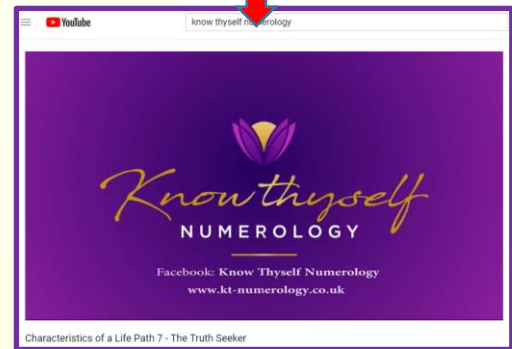 YouTube
know thyself numerology
Know thyself
NUMEROLOGY
Facebook: Know Thyself Numerology
www.kt-numerology.co.uk
Characteristics of a Life Path 7 - The Truth Seeker